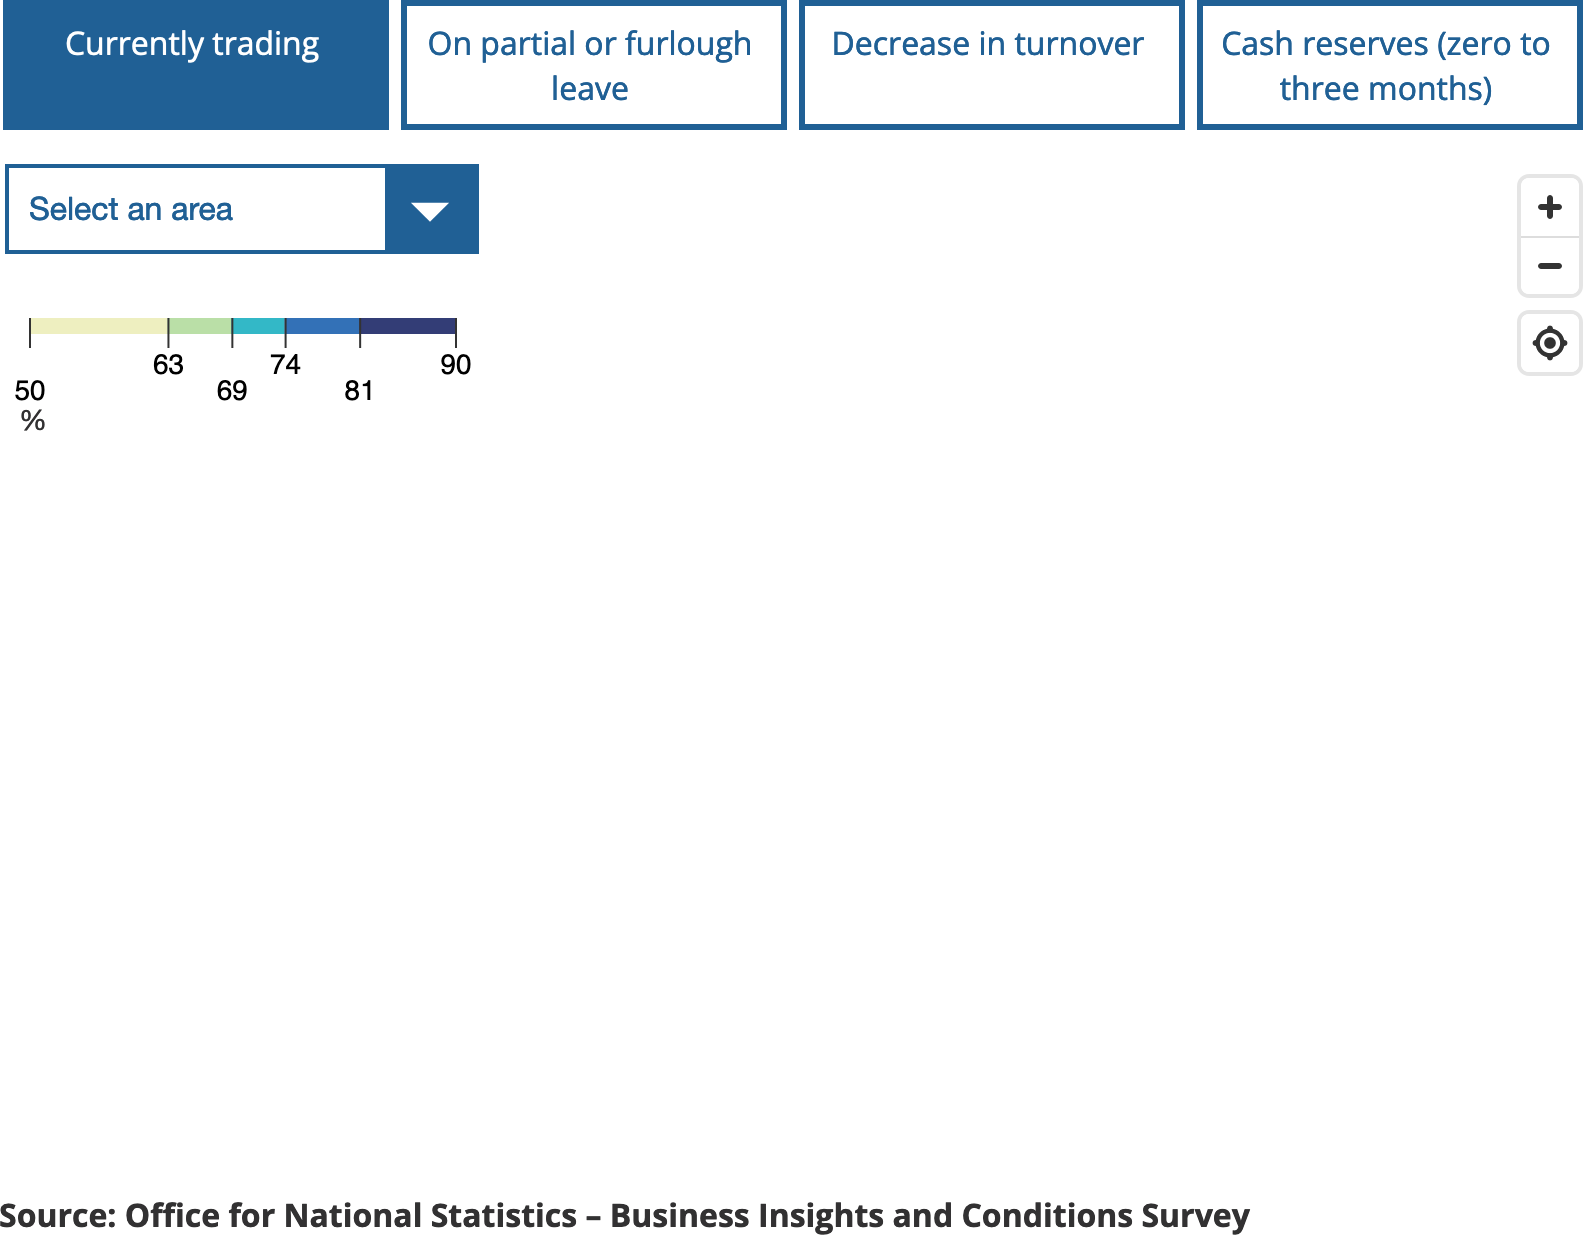 Currently trading
On partial or furlough
leave
Decrease in turnover
Cash reserves (zero to
three months)
Select an area
63 74 90
50 69 81
%
Source: Office for National Statistics – Business Insights and Conditions Survey